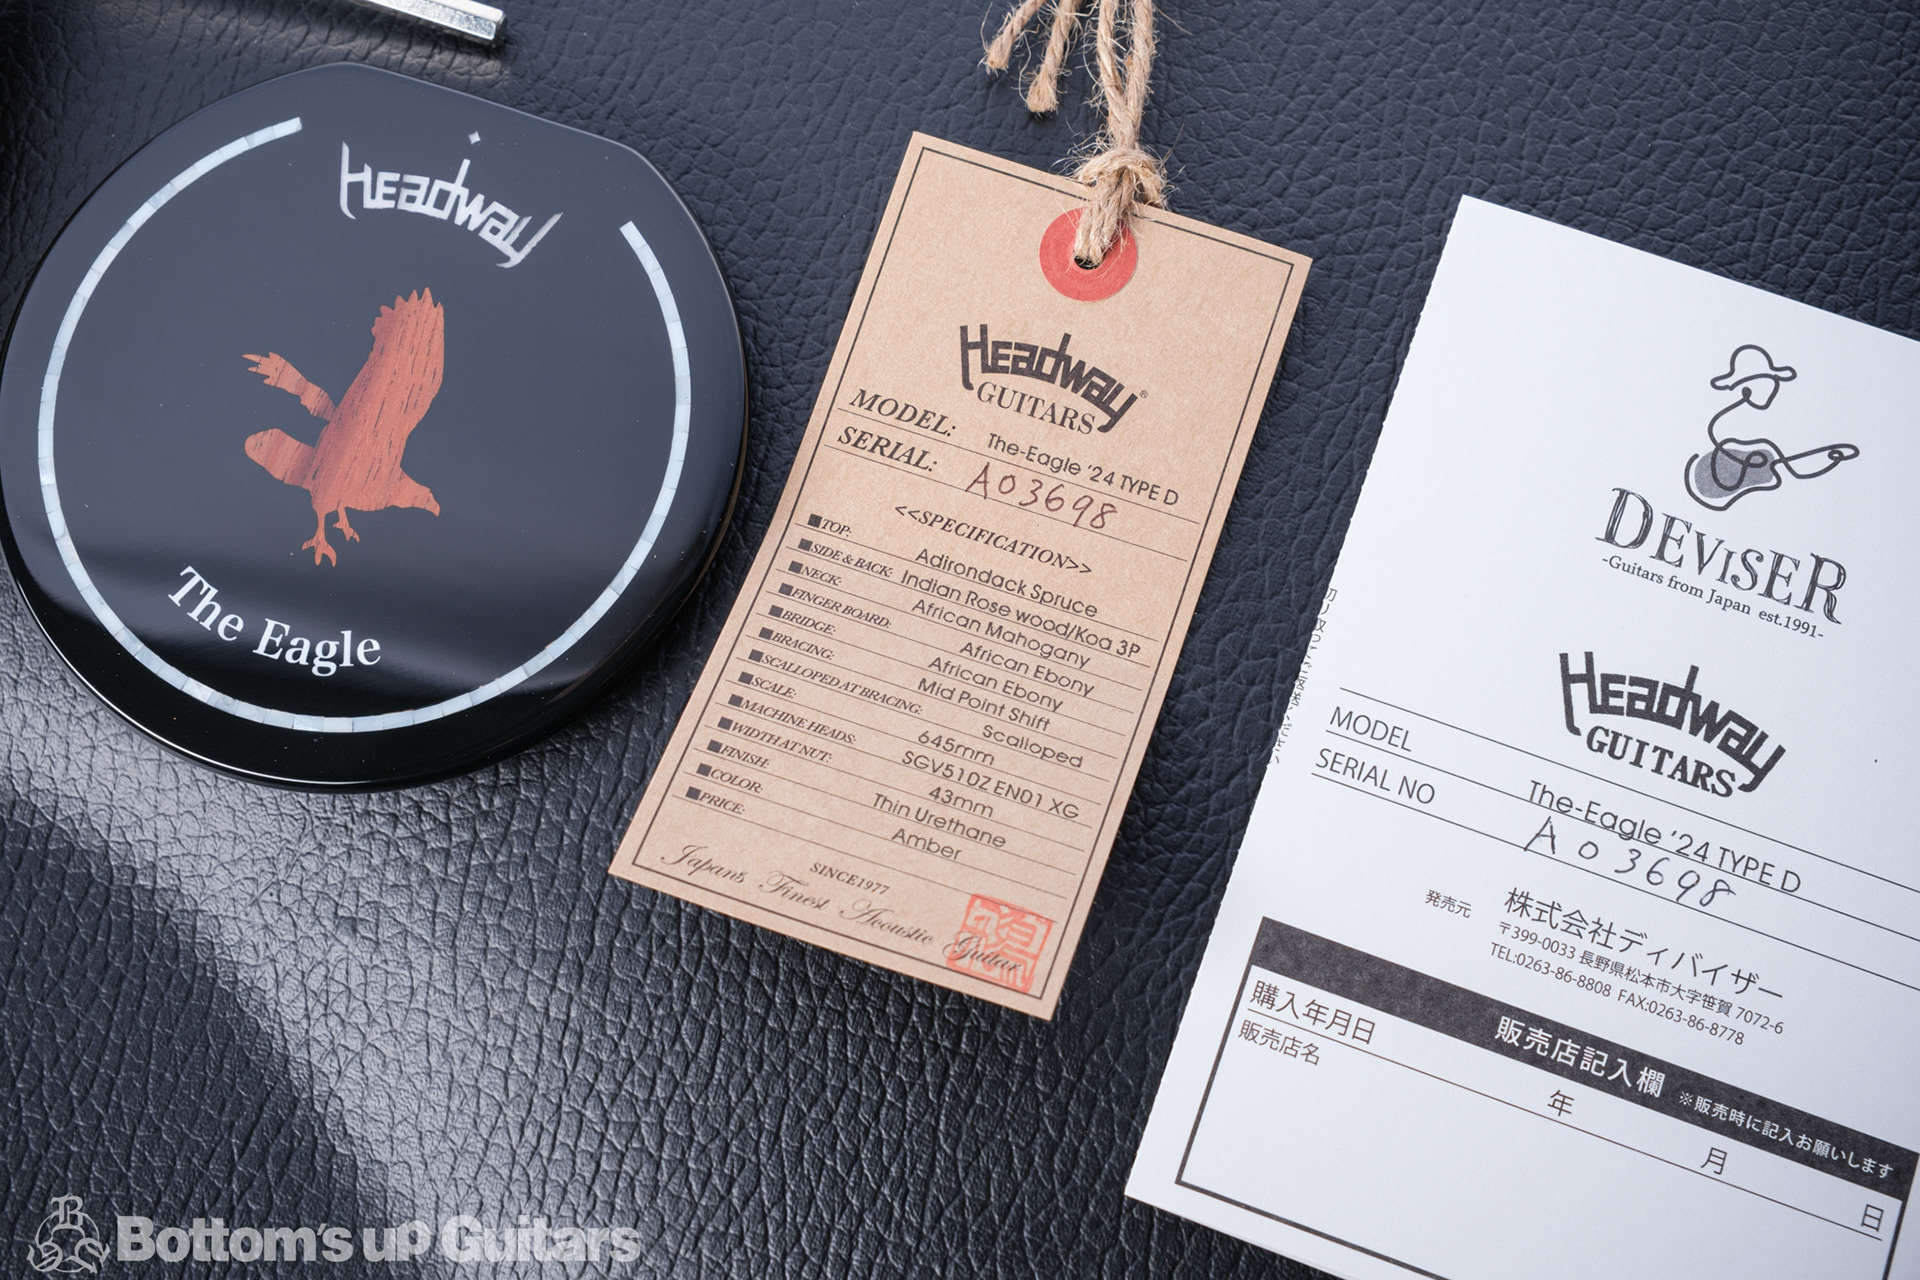 Headway
The Eagle
Headway®
GUITARS
MODEL: The-Eagle ’24 TYPE D
SERIAL: A03698
<<SPECIFICATION>>
■TOP: Adirondack Spruce
■SIDE & BACK: Indian Rose wood/Koa 3P
■NECK: African Mahogany
■FINGER BOARD: African Ebony
■BRIDGE: African Ebony
■BRACING: Mid Point Shift
■SCALLOPED AT BRACING: Scalloped
■SCALE: 645mm
■MACHINE HEADS: SGV510Z EN01 XG
■WIDTH AT NUT: 43mm
■FINISH: Thin Urethane
■COLOR: Amber
■PRICE:
SINCE1977
Japan's Finest Acoustic Guitar
DEVISER
-Guitars from Japan est.1991-
Headway
GUITARS
MODEL The-Eagle ’24 TYPE D
SERIAL NO A03698
発売元 株式会社ディバイザー
〒399-0033 長野県松本市大字笹賀 7072-6
TEL:0263-86-8808 FAX:0263-86-8778
販売店記入欄 ※販売時に記入お願いします
購入年月日 年 月 日
販売店名
Bottom's uP Guitars